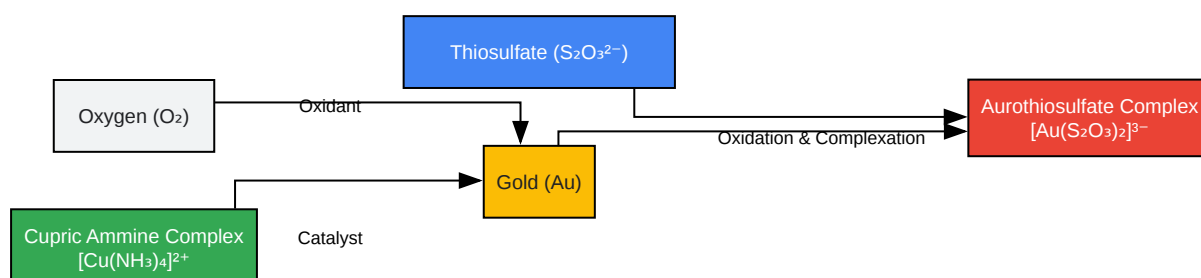 Thiosulfate (S₂O₃²⁻)
Oxygen (O₂)
Oxidant
Aurothiosulfate Complex
[Au(S₂O₃)₂]³⁻
Oxidation & Complexation
Gold (Au)
Cupric Ammine Complex
[Cu(NH₃)₄]²⁺
Catalyst